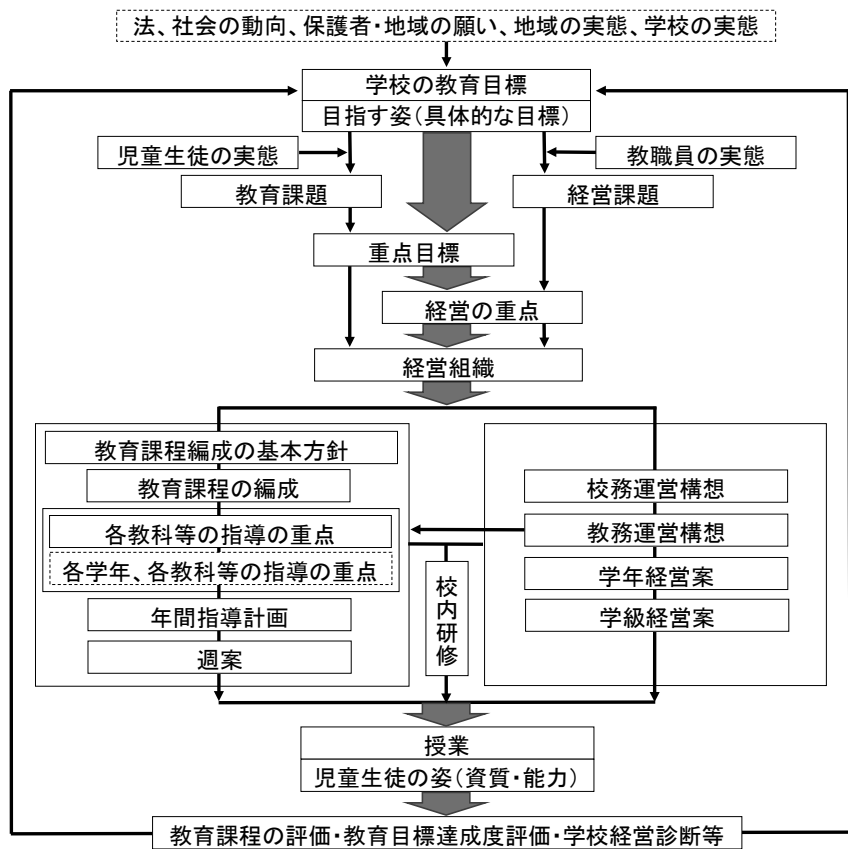 法、社会の動向、保護者・地域の願い、地域の実態、学校の実態
学校の教育目標
目指す姿(具体的な目標)
児童生徒の実態
教職員の実態
教育課題
経営課題
重点目標
経営の重点
経営組織
教育課程編成の基本方針
教育課程の編成
各教科等の指導の重点
各学年、各教科等の指導の重点
年間指導計画
週案
校内研修
校務運営構想
教務運営構想
学年経営案
学級経営案
授業
児童生徒の姿(資質・能力)
教育課程の評価・教育目標達成度評価・学校経営診断等